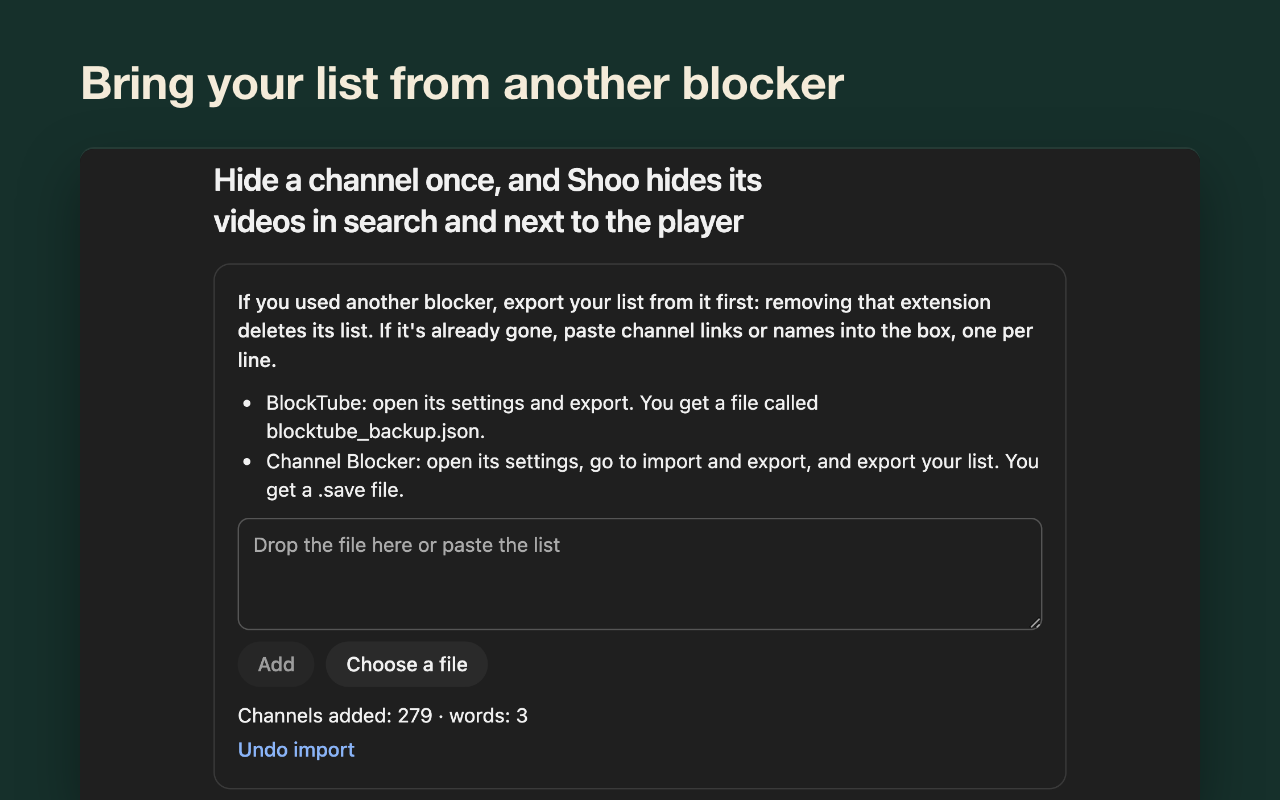 Bring your list from another blocker
Hide a channel once, and Shoo hides its
videos in search and next to the player
If you used another blocker, export your list from it first: removing that extension
deletes its list. If it's already gone, paste channel links or names into the box, one per
line.
• BlockTube: open its settings and export. You get a file called
blocktube_backup.json.
• Channel Blocker: open its settings, go to import and export, and export your list. You
get a .save file.
Drop the file here or paste the list
Add Choose a file
Channels added: 279 · words: 3
Undo import